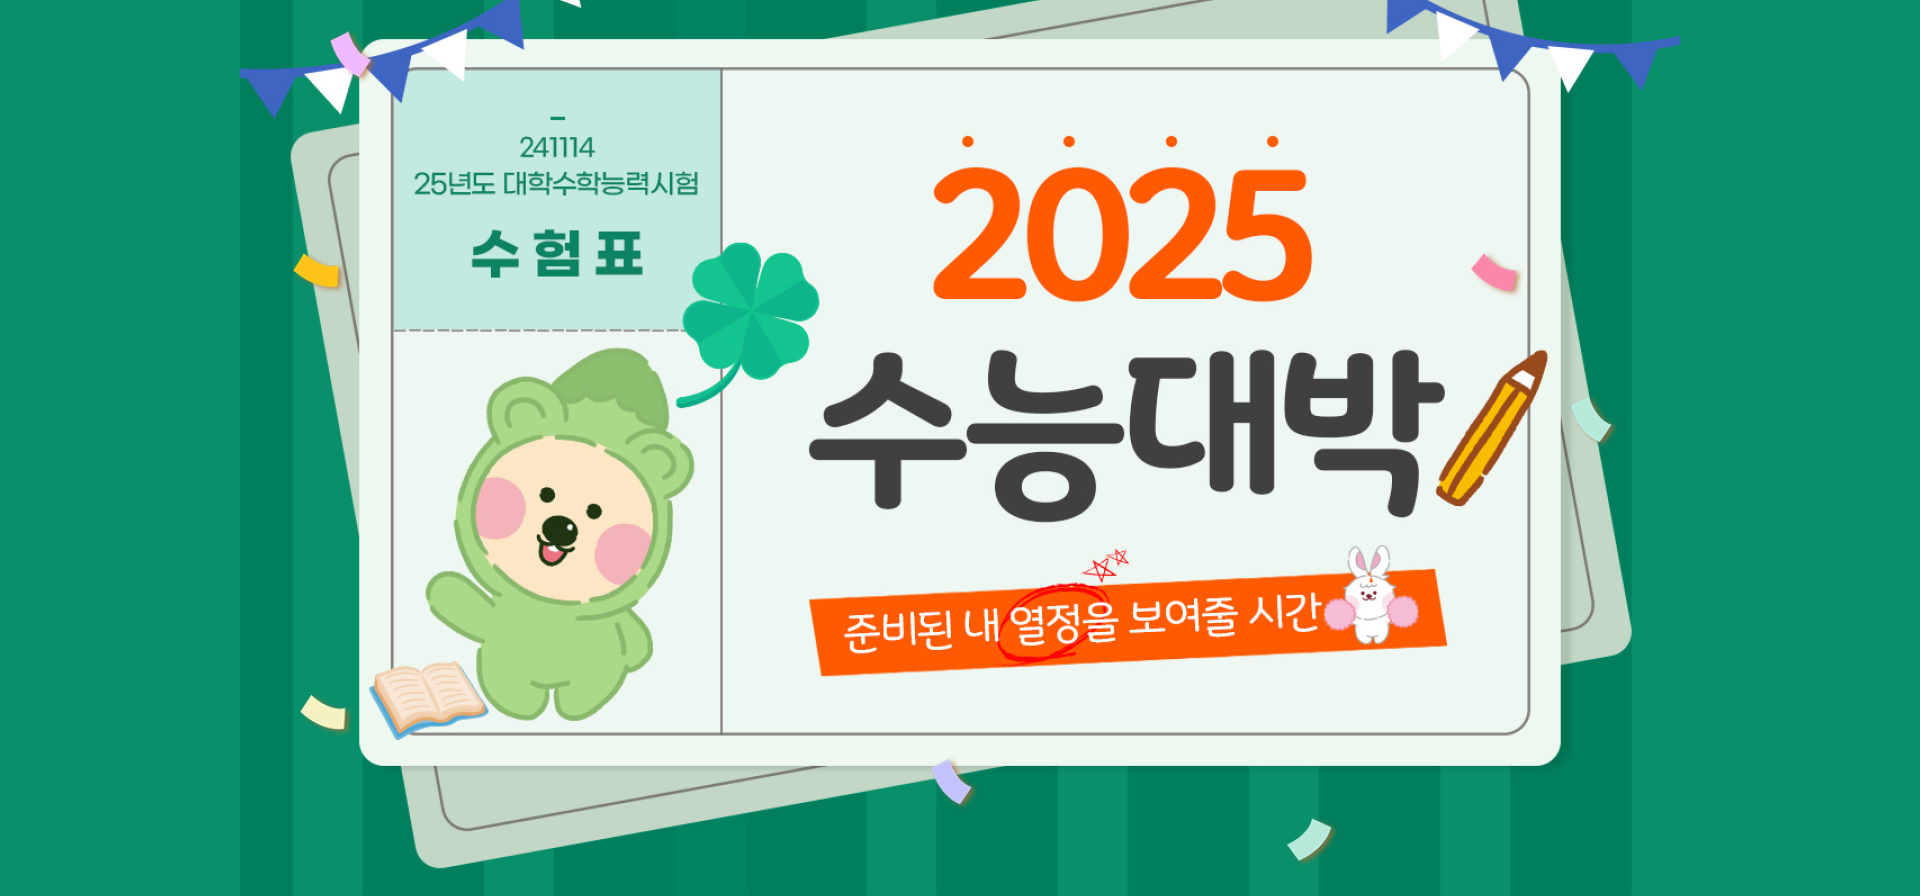 241114
25년도 대학수학능력시험
수험표
2025
수능대박
준비된 내 열정을 보여줄 시간